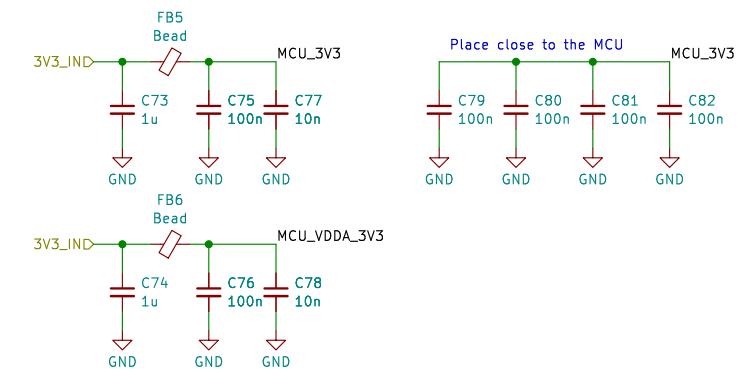 FB5
Bead
3V3_IN
MCU_3V3
C73
1u
C75
100n
C77
10n
GND
GND
GND
Place close to the MCU
MCU_3V3
C79
100n
C80
100n
C81
100n
C82
100n
GND
GND
GND
GND
FB6
Bead
3V3_IN
MCU_VDDA_3V3
C74
1u
C76
100n
C78
10n
GND
GND
GND